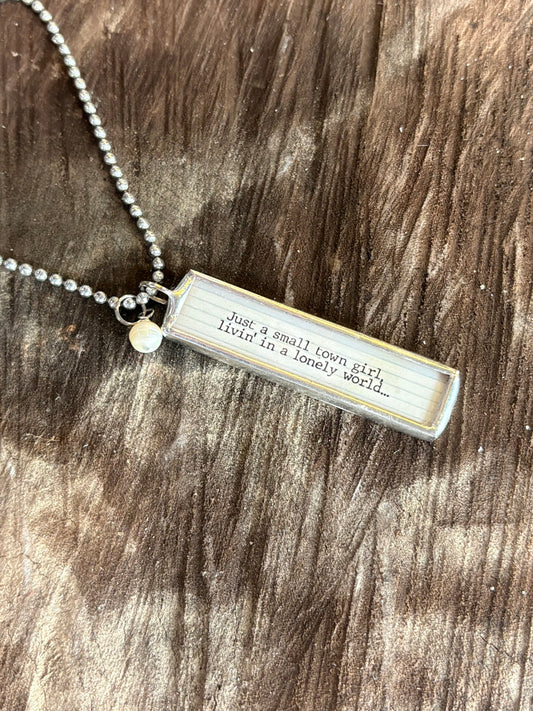 Just a small town girl,
livin' in a lonely world...